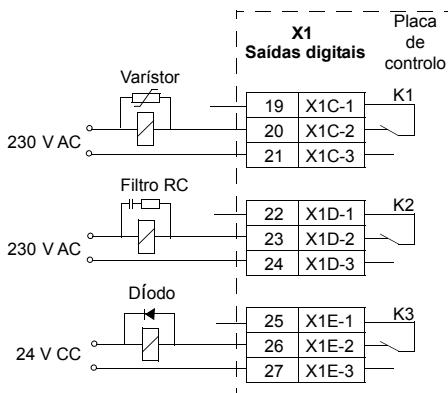 X1
Saídas digitais
Placa
de
controlo
Varístor
230 V AC
19 X1C-1
20 X1C-2
21 X1C-3
K1
Filtro RC
230 V AC
22 X1D-1
23 X1D-2
24 X1D-3
K2
DÍodo
24 V CC
25 X1E-1
26 X1E-2
27 X1E-3
K3